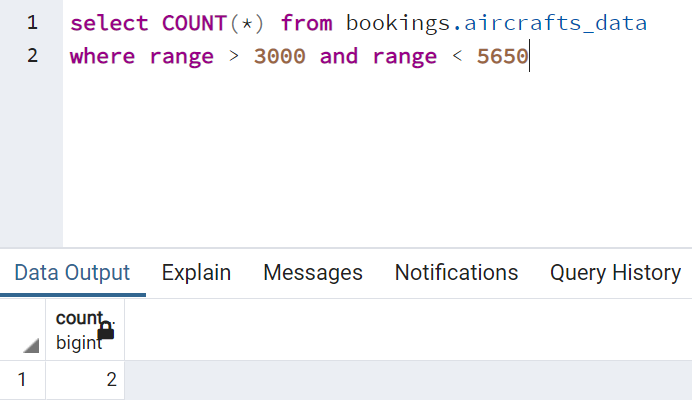 1 select COUNT(*) from bookings.aircrafts_data
2 where range > 3000 and range < 5650
Data Output Explain Messages Notifications Query History
count
bigint
1 2